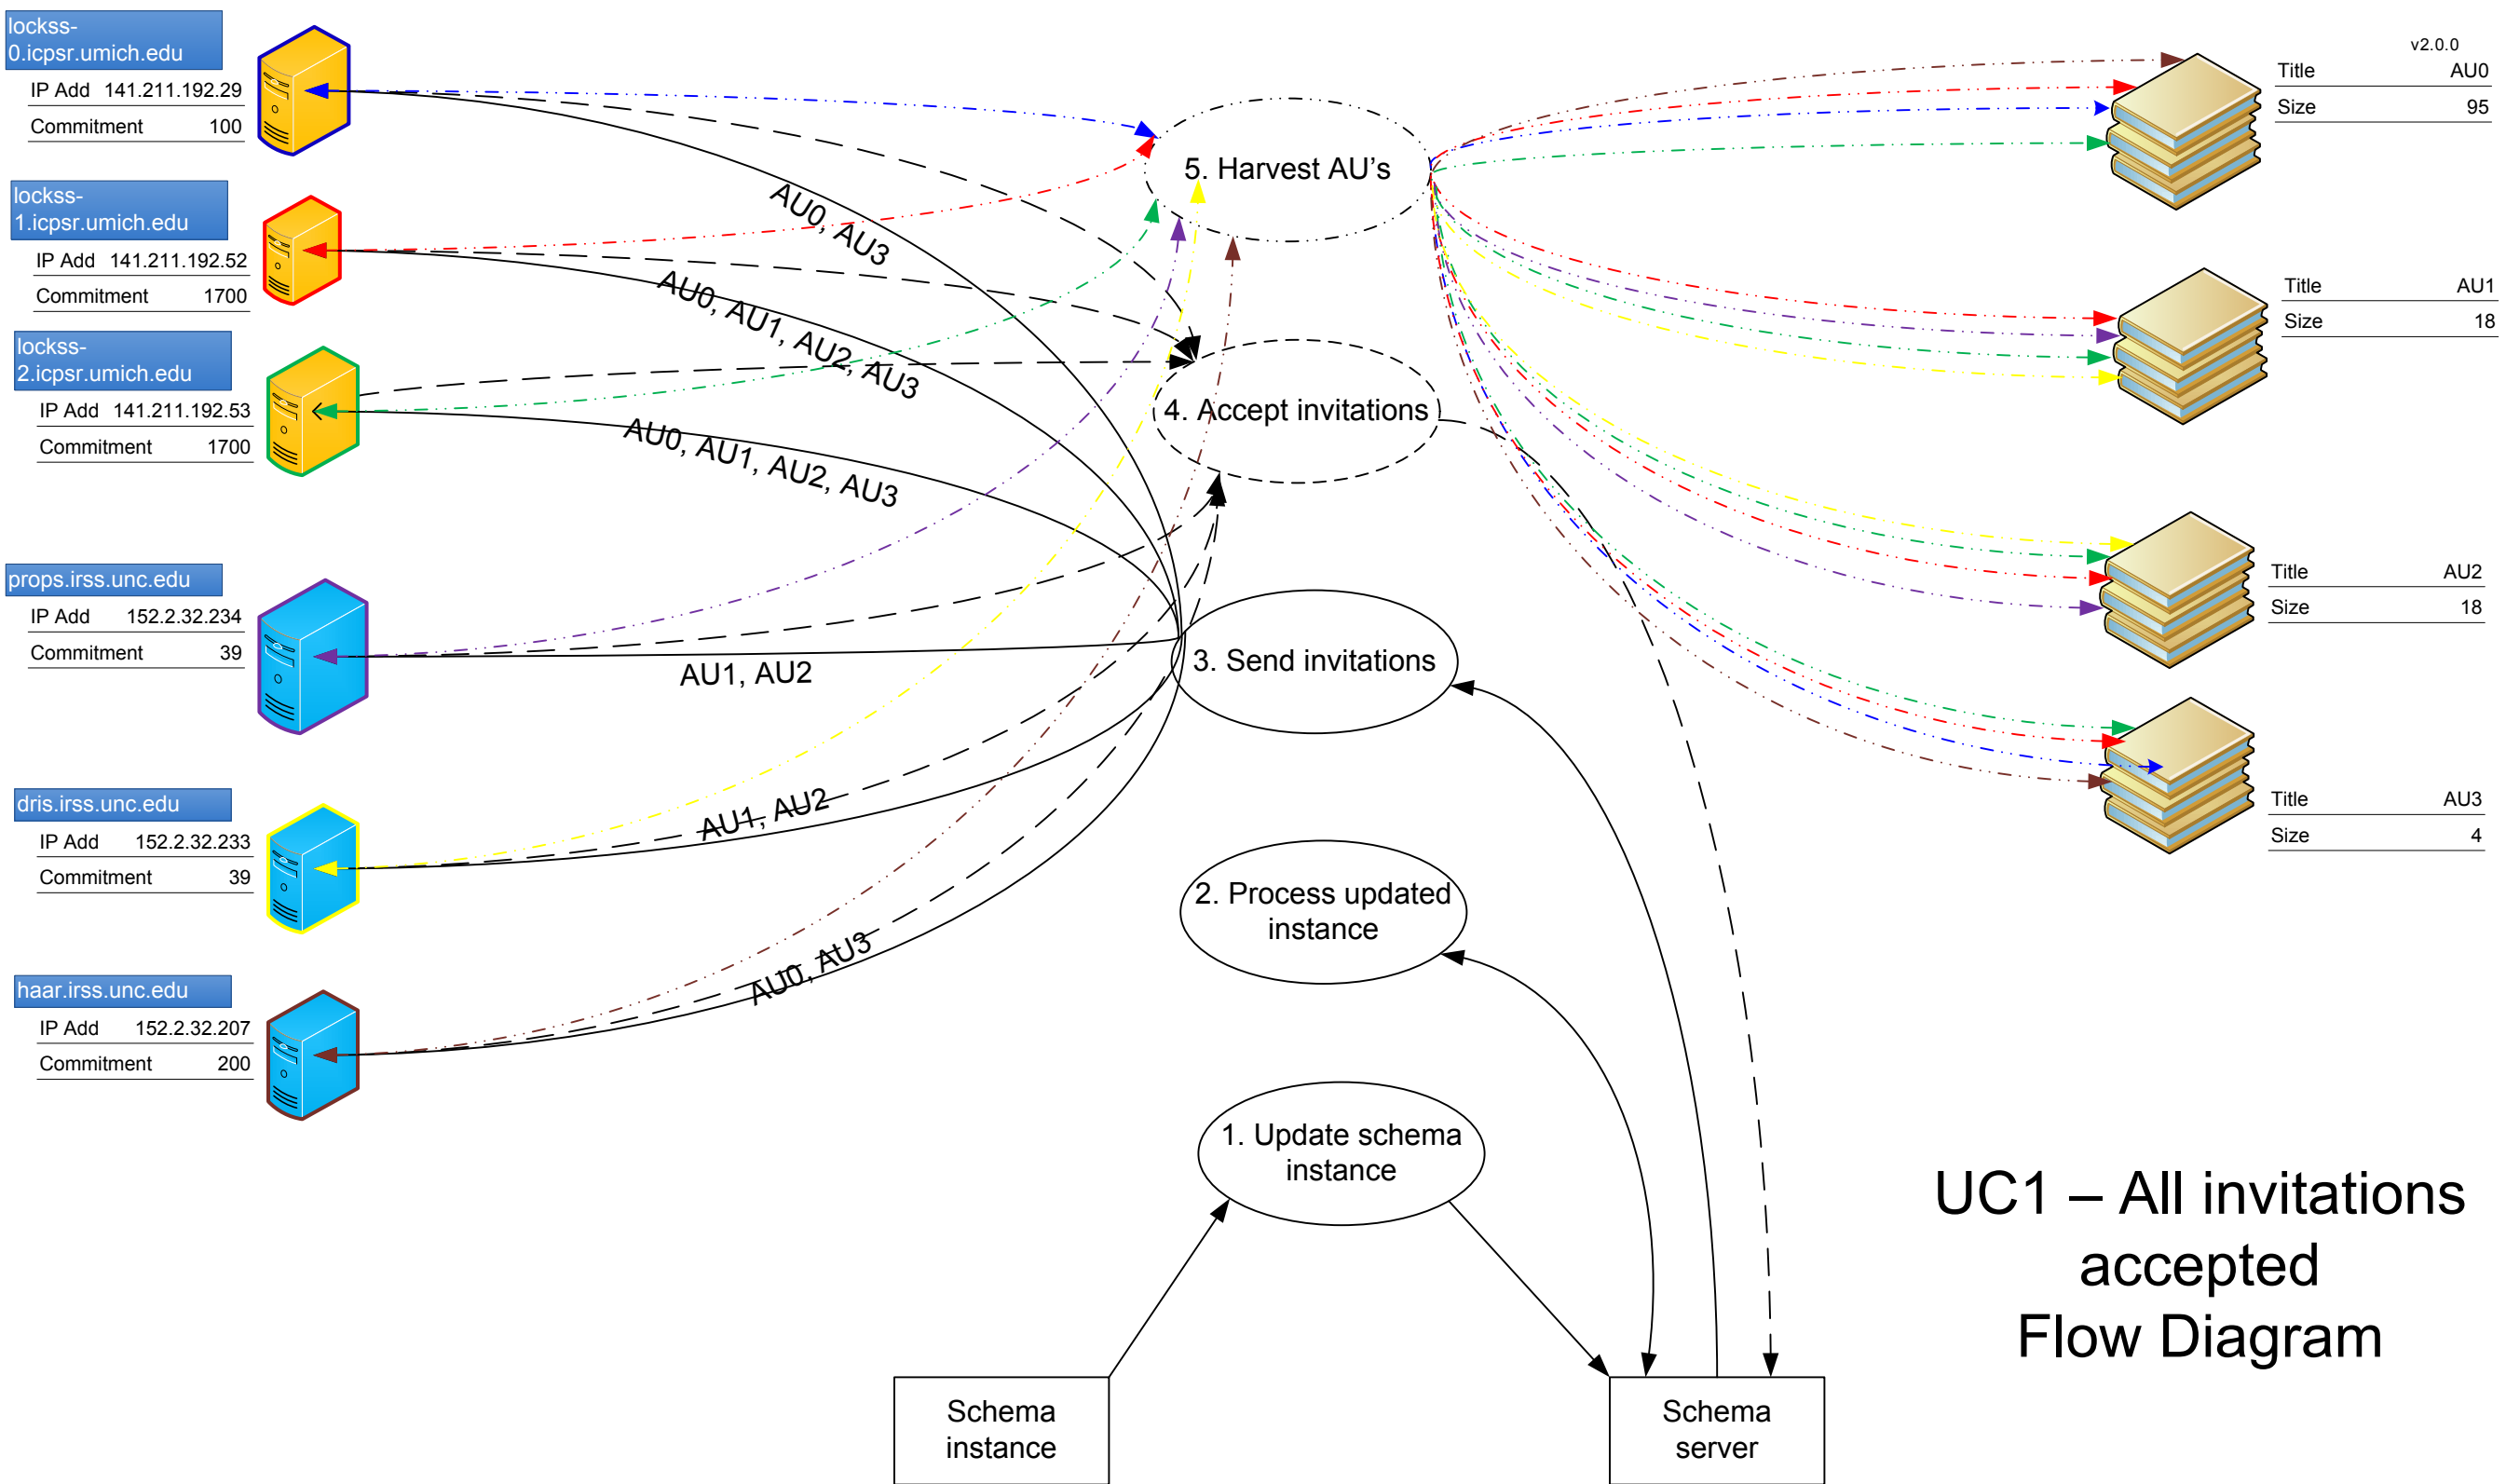 lockss-
0.icpsr.umich.edu
IP Add 141.211.192.29
Commitment 100
lockss-
1.icpsr.umich.edu
IP Add 141.211.192.52
Commitment 1700
lockss-
2.icpsr.umich.edu
IP Add 141.211.192.53
Commitment 1700
props.irss.unc.edu
IP Add 152.2.32.234
Commitment 39
dris.irss.unc.edu
IP Add 152.2.32.233
Commitment 39
haar.irss.unc.edu
IP Add 152.2.32.207
Commitment 200
AU0, AU3
AU0, AU1, AU2, AU3
AU0, AU1, AU2, AU3
AU1, AU2
AU1, AU2
AU0, AU3
5. Harvest AU’s
4. Accept invitations
3. Send invitations
2. Process updated
instance
1. Update schema
instance
Schema
instance
Schema
server
v2.0.0
Title AU0
Size 95
Title AU1
Size 18
Title AU2
Size 18
Title AU3
Size 4
UC1 – All invitations
accepted
Flow Diagram